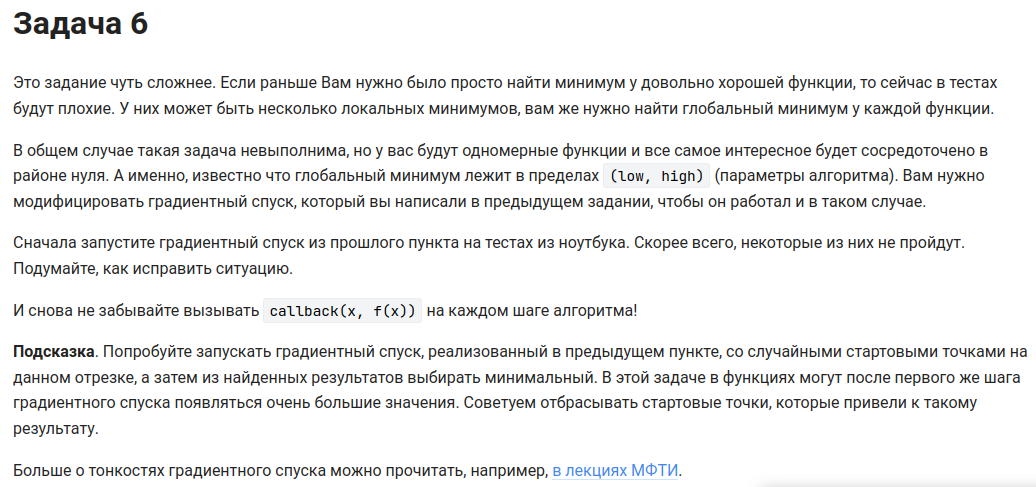 Задача 6
Это задание чуть сложнее. Если раньше Вам нужно было просто найти минимум у довольно хорошей функции, то сейчас в тестах
будут плохие. У них может быть несколько локальных минимумов, вам же нужно найти глобальный минимум у каждой функции.
В общем случае такая задача невыполнима, но у вас будут одномерные функции и все самое интересное будет сосредоточено в
районе нуля. А именно, известно что глобальный минимум лежит в пределах (low, high) (параметры алгоритма). Вам нужно
модифицировать градиентный спуск, который вы написали в предыдущем задании, чтобы он работал и в таком случае.
Сначала запустите градиентный спуск из прошлого пункта на тестах из ноутбука. Скорее всего, некоторые из них не пройдут.
Подумайте, как исправить ситуацию.
И снова не забывайте вызывать callback(x, f(x)) на каждом шаге алгоритма!
Подсказка. Попробуйте запускать градиентный спуск, реализованный в предыдущем пункте, со случайными стартовыми точками на
данном отрезке, а затем из найденных результатов выбирать минимальный. В этой задаче в функциях могут после первого же шага
градиентного спуска появляться очень большие значения. Советуем отбрасывать стартовые точки, которые привели к такому
результату.
Больше о тонкостях градиентного спуска можно прочитать, например, в лекциях МФТИ.